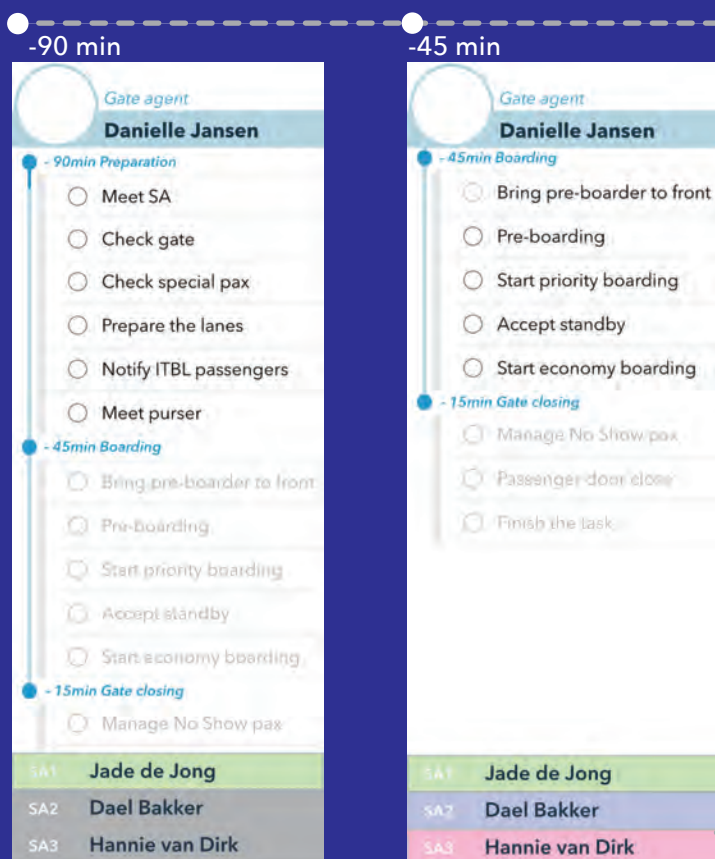 -90 min
Gate agent
Danielle Jansen
- 90min Preparation
Meet SA
Check gate
Check special pax
Prepare the lanes
Notify ITBL passengers
Meet purser
- 45min Boarding
Bring pre-boarder to front
Pre-boarding
Start priority boarding
Accept standby
Start economy boarding
- 15min Gate closing
Manage No Show pax
SA1 Jade de Jong
SA2 Dael Bakker
SA3 Hannie van Dirk
-45 min
Gate agent
Danielle Jansen
- 45min Boarding
Bring pre-boarder to front
Pre-boarding
Start priority boarding
Accept standby
Start economy boarding
- 15min Gate closing
Manage No Show pax
Passenger door close
Finish the task
SA1 Jade de Jong
SA2 Dael Bakker
SA3 Hannie van Dirk